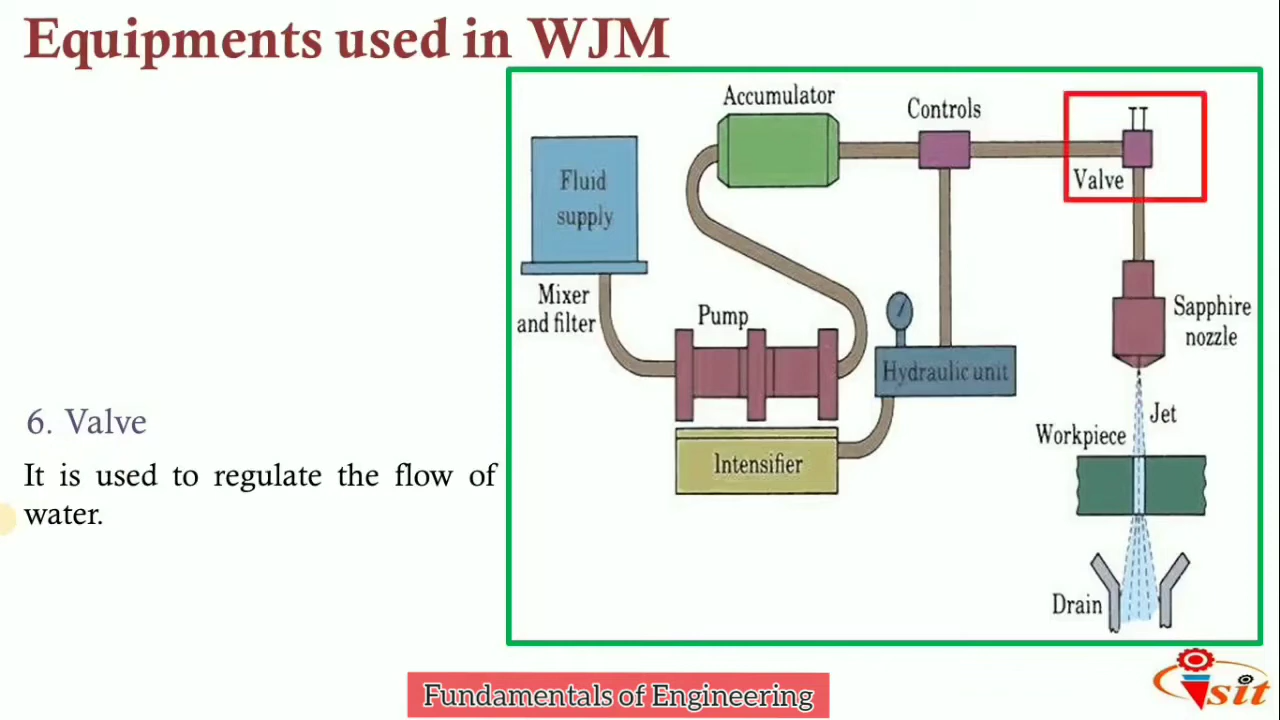 Equipments used in WJM
Accumulator
Controls
Valve
Fluid
supply
Mixer
and filter
Pump
Hydraulic unit
Intensifier
Sapphire
nozzle
Jet
Workpiece
Drain
6. Valve
It is used to regulate the flow of
water.
Fundamentals of Engineering
sit